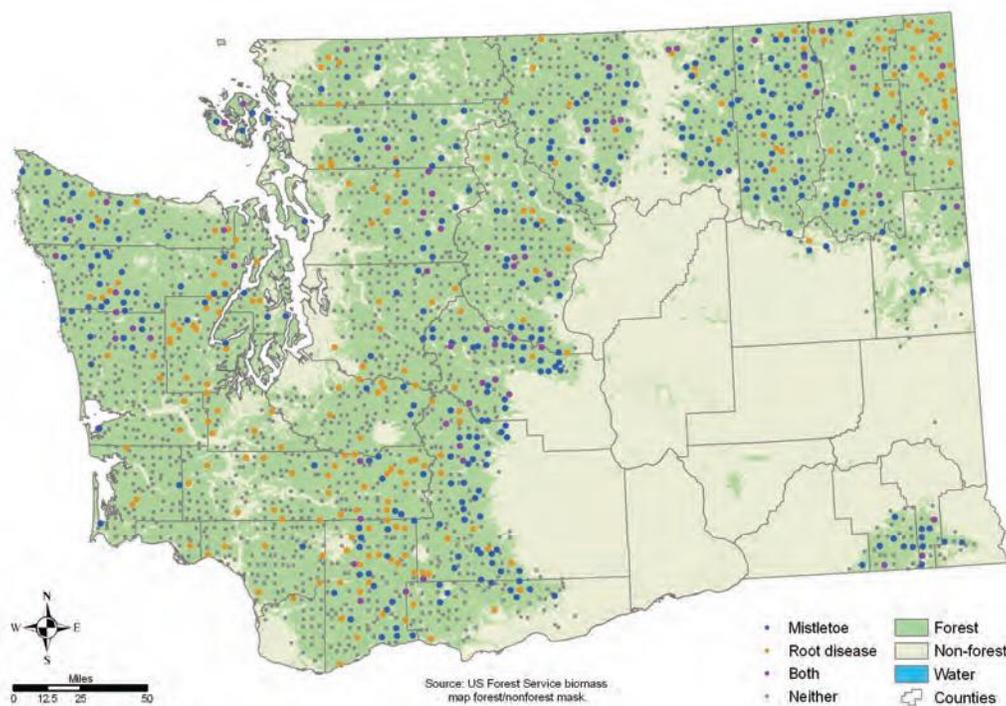 N
W E
S
Miles
0 12.5 25 50
Source: US Forest Service biomass
map forest/nonforest mask.
Mistletoe
Root disease
Both
Neither
Forest
Non-forest
Water
Counties